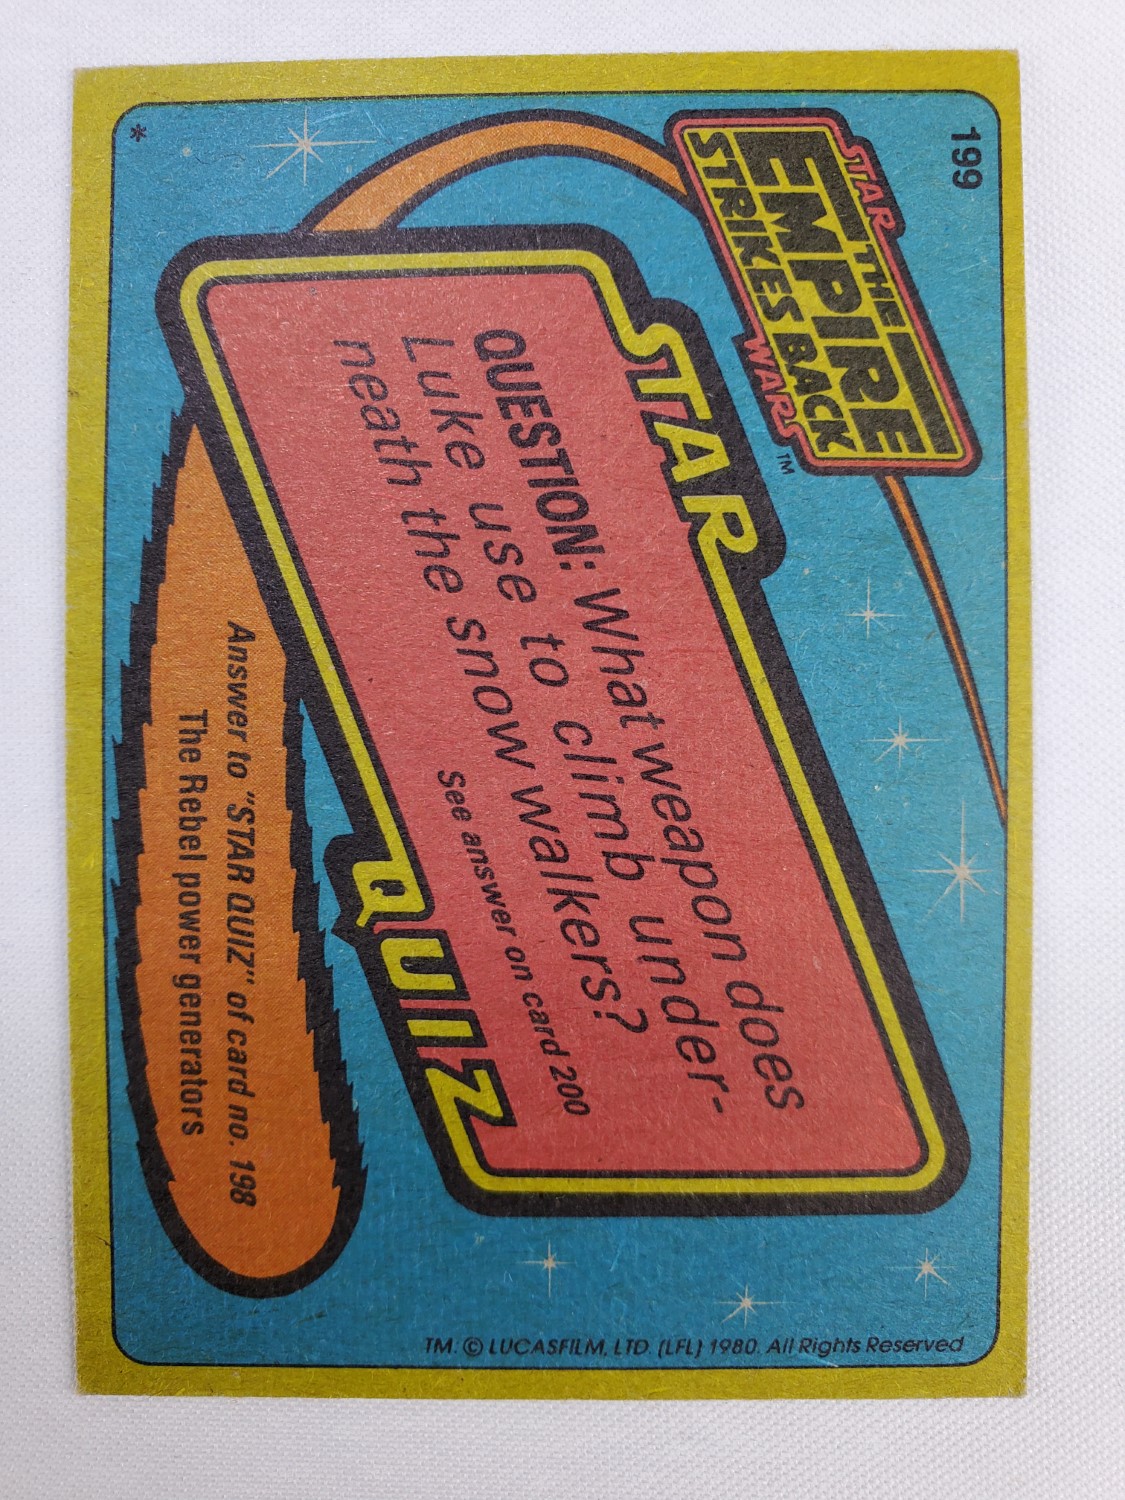 199
STAR
THE
EMPIRE
STRIKES BACK
WARS™
STAR
QUESTION: What weapon does
Luke use to climb under-
neath the snow walkers?
See answer on card 200
QUIZ
Answer to "STAR QUIZ" of card no. 198
The Rebel power generators
*
TM: © LUCASFILM, LTD. (LFL) 1980. All Rights Reserved